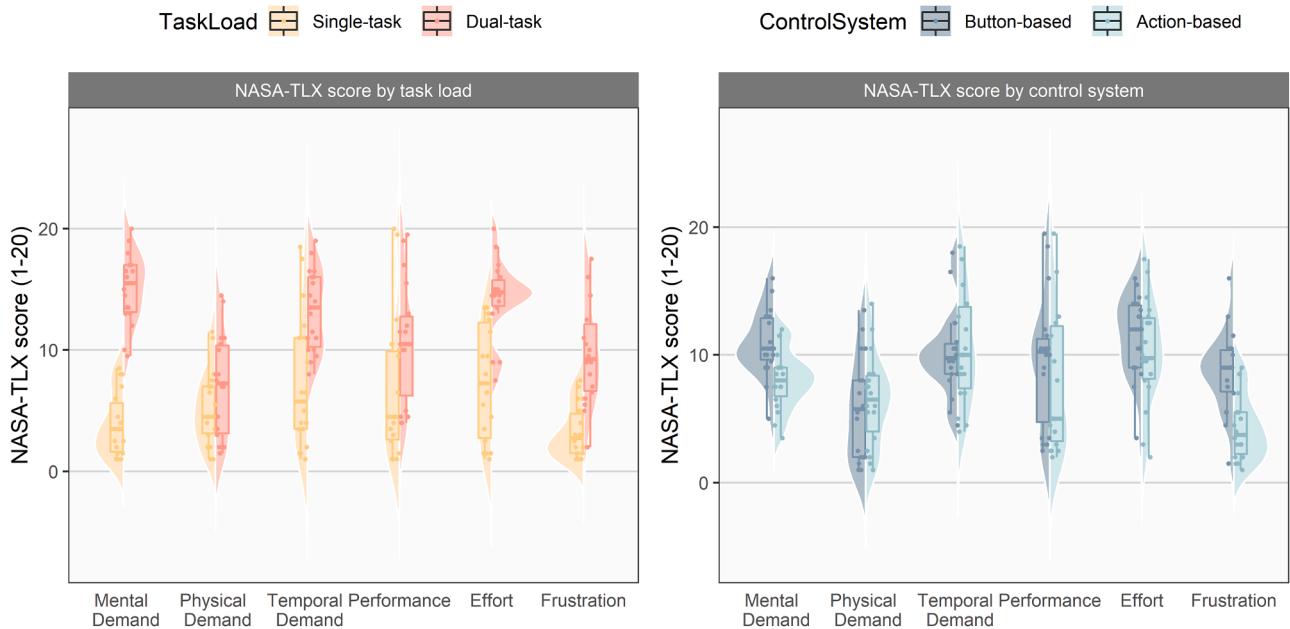 TaskLoad Single-task Dual-task
ControlSystem Button-based Action-based
NASA-TLX score by task load
NASA-TLX score (1-20)
20
10
0
Mental
Demand
Physical
Demand
Temporal
Demand
Performance
Effort
Frustration
NASA-TLX score by control system
NASA-TLX score (1-20)
20
10
0
Mental
Demand
Physical
Demand
Temporal
Demand
Performance
Effort
Frustration